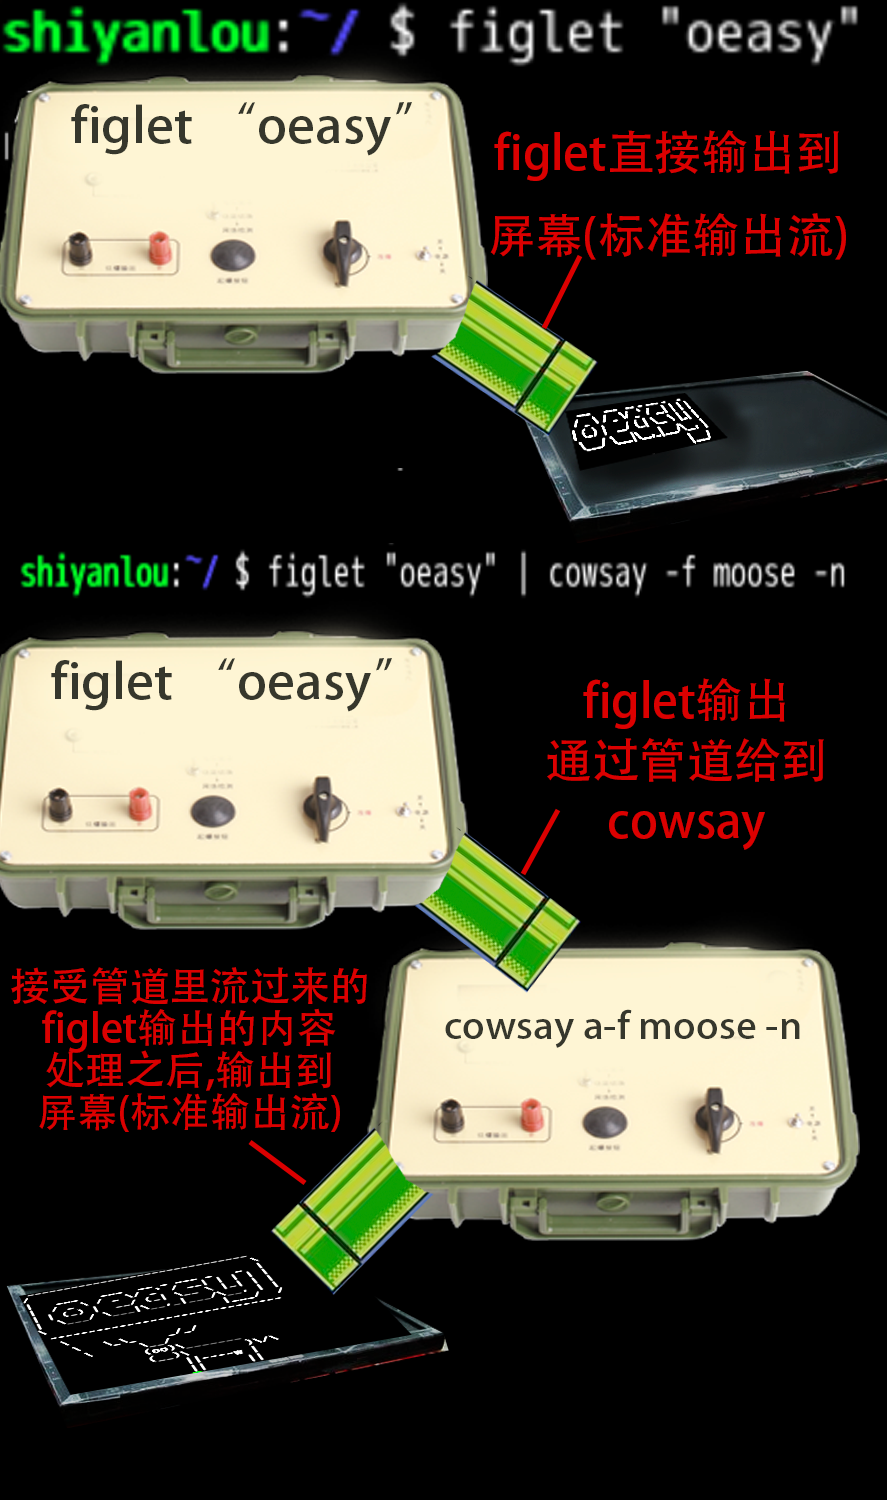 shiyanlou:~/ $ figlet "oeasy"
figlet “oeasy”
figlet直接输出到
屏幕(标准输出流)
oeasy
shiyanlou:~/ $ figlet "oeasy" | cowsay -f moose -n
figlet “oeasy”
figlet输出
通过管道给到
cowsay
接受管道里流过来的
figlet输出的内容
处理之后,输出到
屏幕(标准输出流)
cowsay a-f moose -n
oeasy